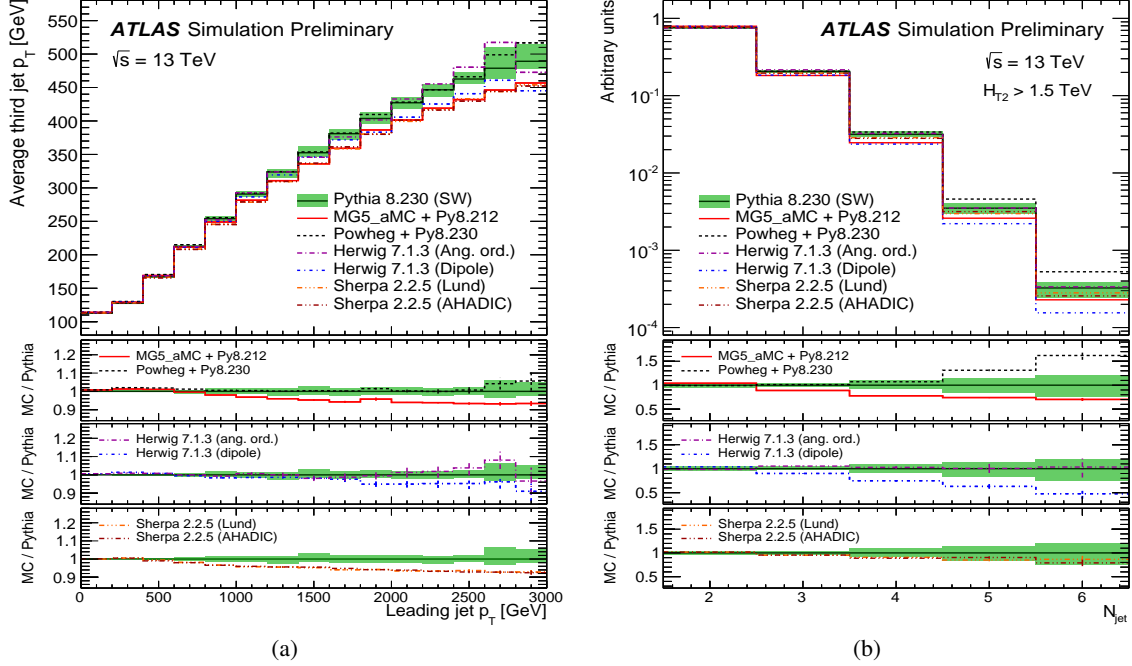 ATLAS Simulation Preliminary
√s = 13 TeV
Average third jet p_T [GeV]
550
500
450
400
350
300
250
200
150
100
Pythia 8.230 (SW)
MG5_aMC + Py8.212
Powheg + Py8.230
Herwig 7.1.3 (Ang. ord.)
Herwig 7.1.3 (Dipole)
Sherpa 2.2.5 (Lund)
Sherpa 2.2.5 (AHADIC)
MC / Pythia
1.2
1.1
1
0.9
MG5_aMC + Py8.212
Powheg + Py8.230
MC / Pythia
1.2
1.1
1
0.9
Herwig 7.1.3 (ang. ord.)
Herwig 7.1.3 (dipole)
MC / Pythia
1.2
1.1
1
0.9
Sherpa 2.2.5 (Lund)
Sherpa 2.2.5 (AHADIC)
0 500 1000 1500 2000 2500 3000
Leading jet p_T [GeV]
(a)
ATLAS Simulation Preliminary
√s = 13 TeV
H_T2 > 1.5 TeV
Arbitrary units
1
10⁻¹
10⁻²
10⁻³
10⁻⁴
Pythia 8.230 (SW)
MG5_aMC + Py8.212
Powheg + Py8.230
Herwig 7.1.3 (Ang. ord.)
Herwig 7.1.3 (Dipole)
Sherpa 2.2.5 (Lund)
Sherpa 2.2.5 (AHADIC)
MC / Pythia
1.5
1
0.5
MG5_aMC + Py8.212
Powheg + Py8.230
MC / Pythia
1.5
1
0.5
Herwig 7.1.3 (ang. ord.)
Herwig 7.1.3 (dipole)
MC / Pythia
1.5
1
0.5
Sherpa 2.2.5 (Lund)
Sherpa 2.2.5 (AHADIC)
2 3 4 5 6
N_jet
(b)